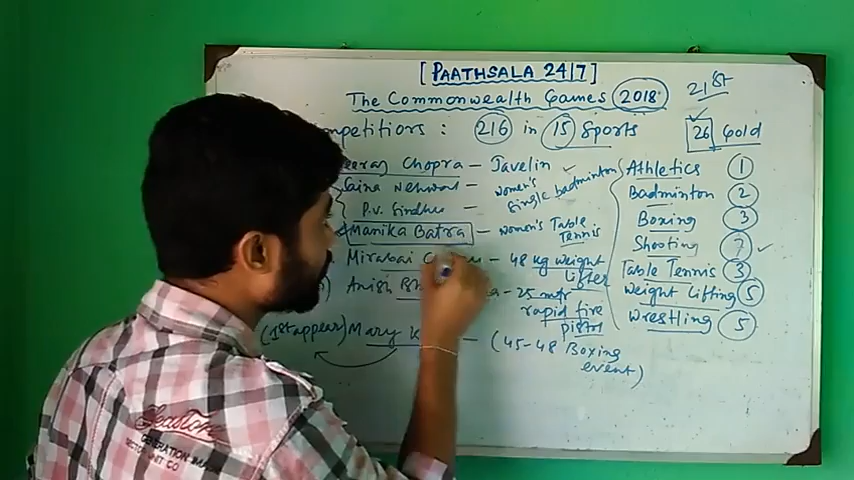 [PAATHSALA 24|7]
The Commonwealth Games 2018 21st
mpetitiors : 216 in 15 Sports 26 Gold
eeraj Chopra - Javelin
Saina Nehwal - women's single badminton
P.V. Sindhu
Manika Batra - women's Table Tennis
Mirabai - 48 kg weight lifter
Anish - 25 mtr rapid fire pistol
(1st appear) Mary - (45-48 Boxing event)
Athletics 1
Badminton 2
Boxing 3
Shooting 7
Table Tennis 3
Weight Lifting 5
Wrestling 5
GENERATION